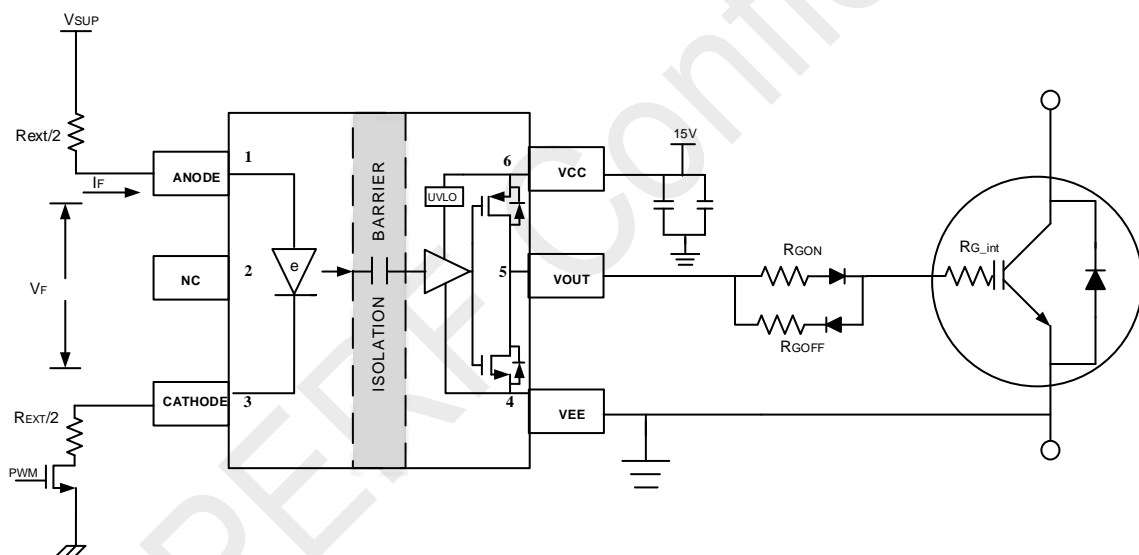 VSUP
Rext/2
IF
VF
REXT/2
PWM
ANODE
1
NC
2
CATHODE
3
e
ISOLATION BARRIER
UVLO
6
VCC
5
VOUT
4
VEE
15V
RGON
RGOFF
RG_int